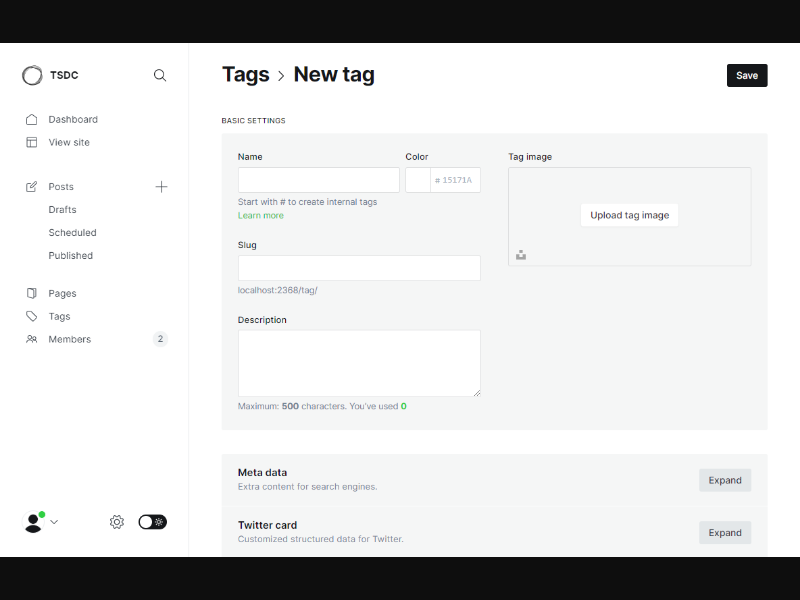 TSDC
Dashboard
View site
Posts
Drafts
Scheduled
Published
Pages
Tags
Members 2
Tags > New tag
Save
BASIC SETTINGS
Name
Color
# 15171A
Start with # to create internal tags
Learn more
Slug
localhost:2368/tag/
Description
Maximum: 500 characters. You've used 0
Tag image
Upload tag image
Meta data
Extra content for search engines.
Expand
Twitter card
Customized structured data for Twitter.
Expand